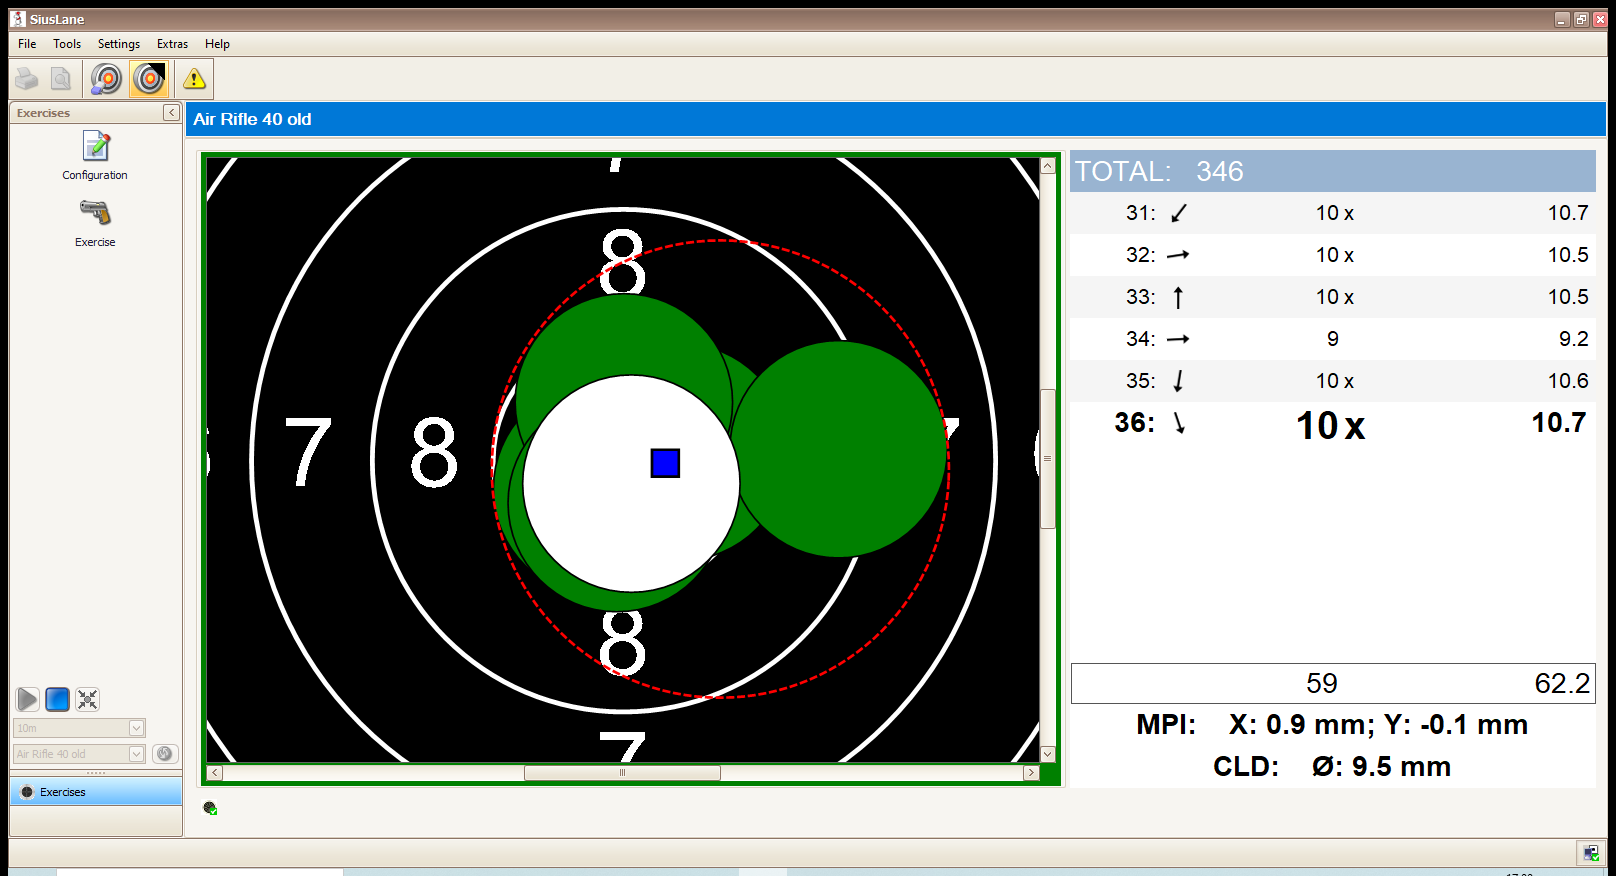 SiusLane
File Tools Settings Extras Help
Exercises
Configuration
Exercise
10m
Air Rifle 40 old
Exercises
Air Rifle 40 old
8
7 8
8
7
TOTAL: 346
31: 10 x 10.7
32: 10 x 10.5
33: 10 x 10.5
34: 9 9.2
35: 10 x 10.6
36: 10 x 10.7
59 62.2
MPI: X: 0.9 mm; Y: -0.1 mm
CLD: Ø: 9.5 mm